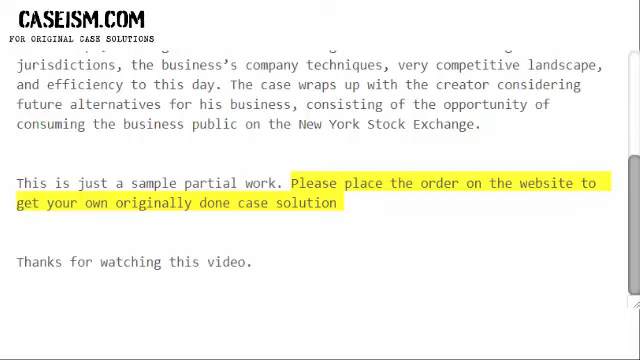 CASEISM.COM
FOR ORIGINAL CASE SOLUTIONS
jurisdictions, the business's company techniques, very competitive landscape,
and efficiency to this day. The case wraps up with the creator considering
future alternatives for his business, consisting of the opportunity of
consuming the business public on the New York Stock Exchange.
This is just a sample partial work. Please place the order on the website to
get your own originally done case solution
Thanks for watching this video.